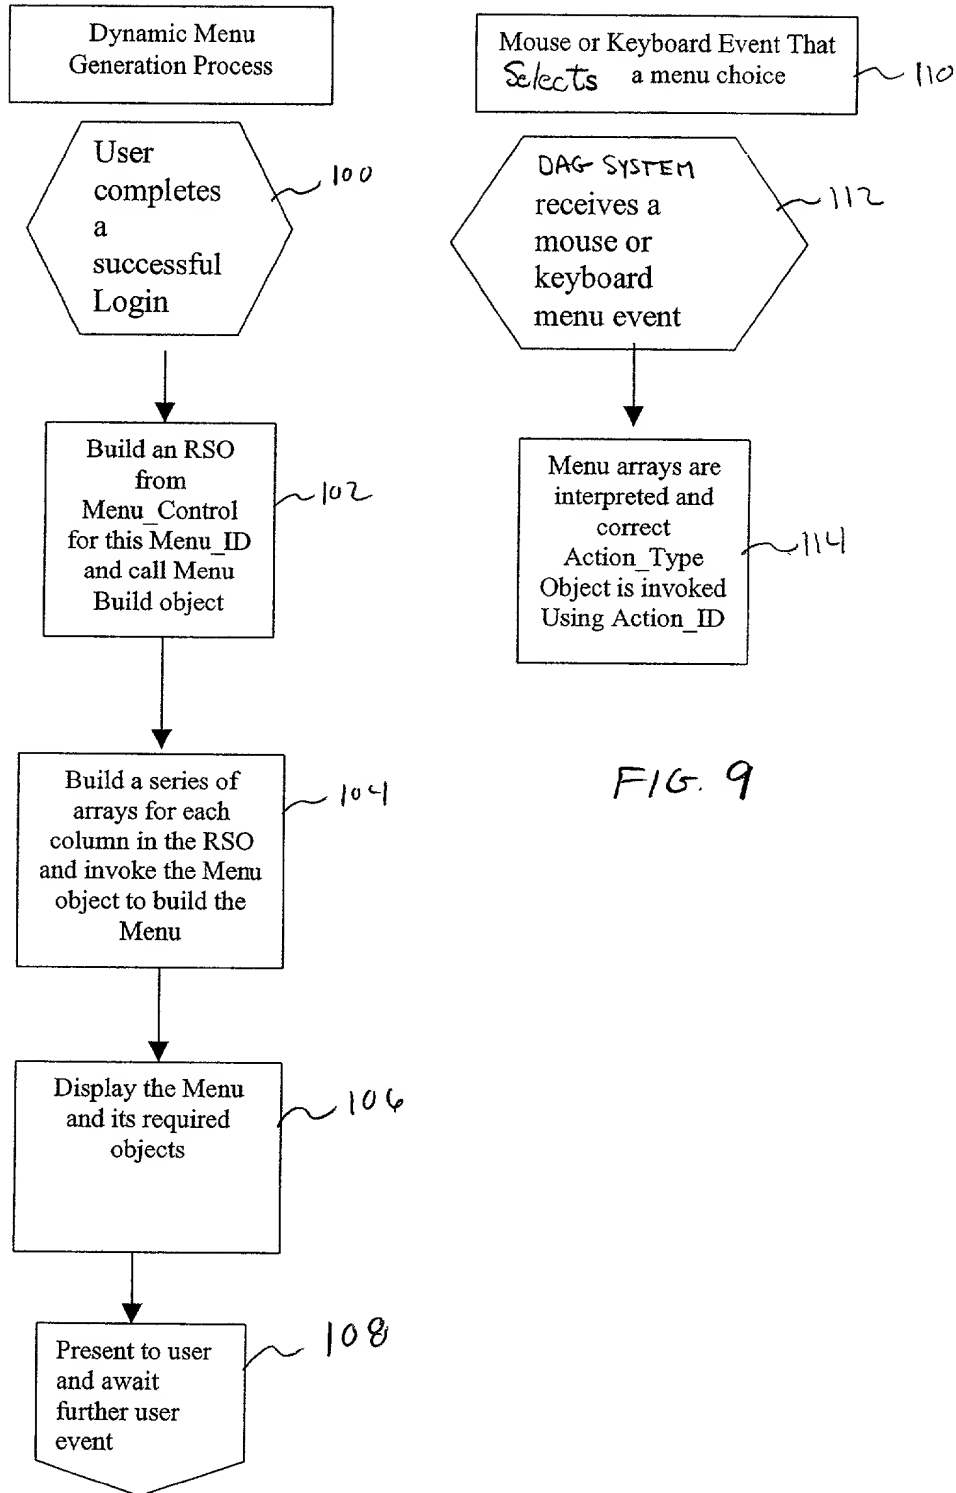 Dynamic Menu
Generation Process
User
completes
a
successful
Login
100
Build an RSO
from
Menu_Control
for this Menu_ID
and call Menu
Build object
102
Build a series of
arrays for each
column in the RSO
and invoke the Menu
object to build the
Menu
104
Display the Menu
and its required
objects
106
Present to user
and await
further user
event
108
Mouse or Keyboard Event That
Selects a menu choice
110
DAG SYSTEM
receives a
mouse or
keyboard
menu event
112
Menu arrays are
interpreted and
correct
Action_Type
Object is invoked
Using Action_ID
114
FIG. 9